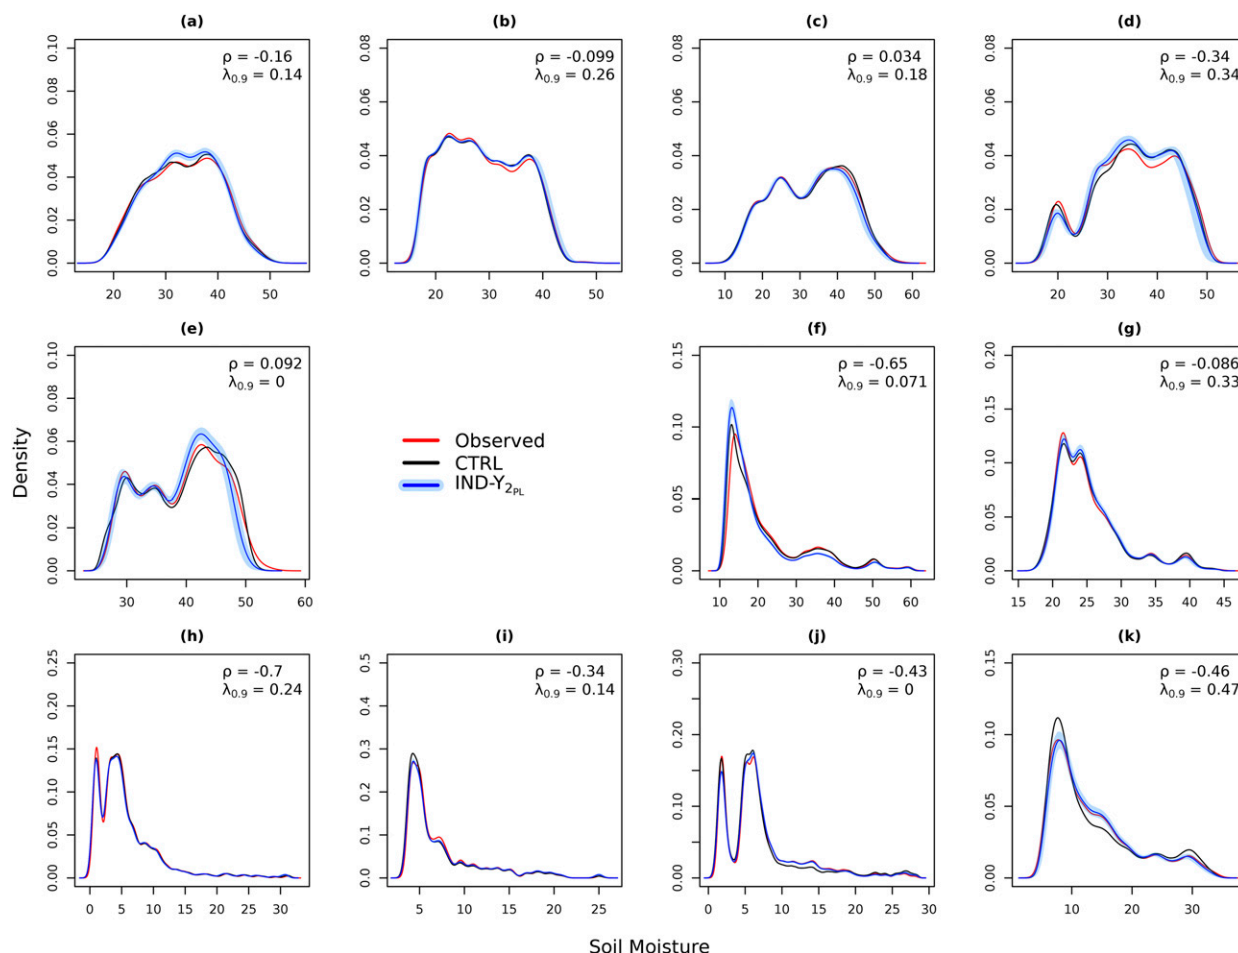 (a)
ρ = -0.16
λ0.9 = 0.14
0.00 0.02 0.04 0.06 0.08 0.10
20 30 40 50
(b)
ρ = -0.099
λ0.9 = 0.26
0.00 0.02 0.04 0.06 0.08
20 30 40 50
(c)
ρ = 0.034
λ0.9 = 0.18
0.00 0.02 0.04 0.06 0.08
10 20 30 40 50 60
(d)
ρ = -0.34
λ0.9 = 0.34
0.00 0.02 0.04 0.06 0.08
20 30 40 50
(e)
ρ = 0.092
λ0.9 = 0
0.00 0.02 0.04 0.06 0.08 0.10
30 40 50 60
Density
Observed
CTRL
IND-Y2PL
(f)
ρ = -0.65
λ0.9 = 0.071
0.00 0.05 0.10 0.15
10 20 30 40 50 60
(g)
ρ = -0.086
λ0.9 = 0.33
0.00 0.05 0.10 0.15 0.20
15 20 25 30 35 40 45
(h)
ρ = -0.7
λ0.9 = 0.24
0.00 0.05 0.10 0.15 0.20 0.25
0 5 10 15 20 25 30
(i)
ρ = -0.34
λ0.9 = 0.14
0.0 0.1 0.2 0.3 0.4 0.5
5 10 15 20 25
(j)
ρ = -0.43
λ0.9 = 0
0.00 0.10 0.20 0.30
0 5 10 15 20 25 30
(k)
ρ = -0.46
λ0.9 = 0.47
0.00 0.05 0.10 0.15
10 20 30
Soil Moisture